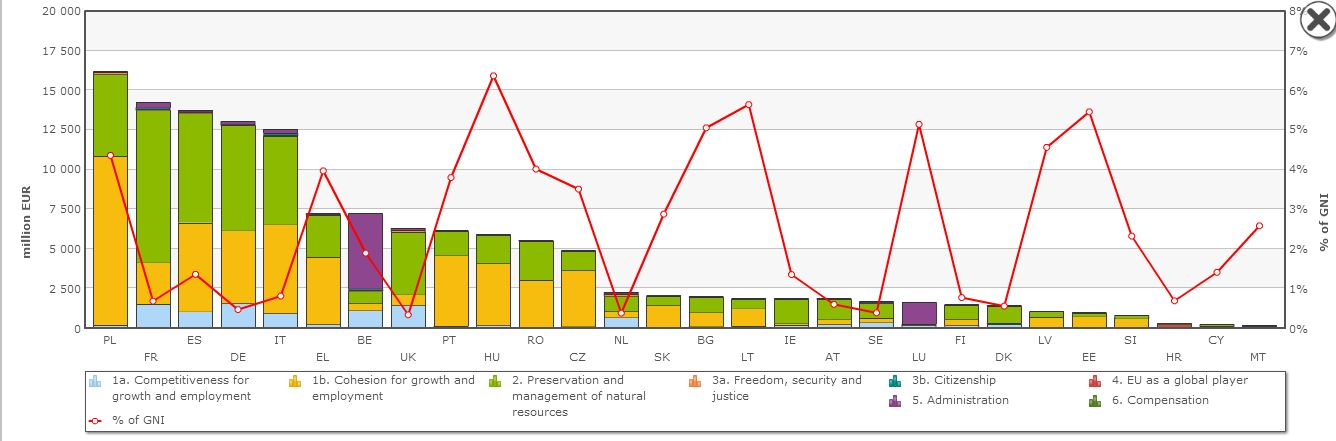 20 000
17 500
15 000
12 500
10 000
7 500
5 000
2 500
0
million EUR
8%
7%
6%
5%
4%
3%
2%
1%
0%
% of GNI
PL ES IT BE PT RO NL BG IE SE FI LV SI CY
FR DE EL UK HU CZ SK LT AT LU DK EE HR MT
1a. Competitiveness for
growth and employment
1b. Cohesion for growth and
employment
2. Preservation and
management of natural
resources
3a. Freedom, security and
justice
3b. Citizenship
5. Administration
4. EU as a global player
6. Compensation
% of GNI